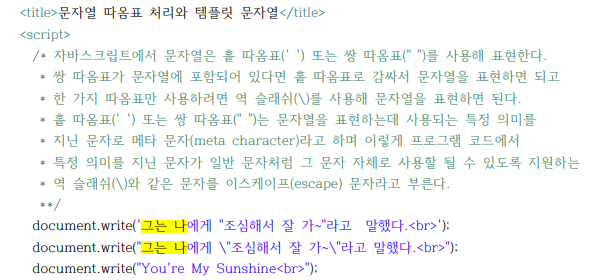 <title>문자열 따옴표 처리와 템플릿 문자열</title>
<script>
/* 자바스크립트에서 문자열은 홑 따옴표(' ') 또는 쌍 따옴표(" ")를 사용해 표현한다.
* 쌍 따옴표가 문자열에 포함되어 있다면 홑 따옴표로 감싸서 문자열을 표현하면 되고
* 한 가지 따옴표만 사용하려면 역 슬래쉬(\)를 사용해 문자열을 표현하면 된다.
* 홑 따옴표(' ') 또는 쌍 따옴표(" ")는 문자열을 표현하는데 사용되는 특정 의미를
* 지닌 문자로 메타 문자(meta character)라고 하며 이렇게 프로그램 코드에서
* 특정 의미를 지닌 문자가 일반 문자처럼 그 문자 자체로 사용할 될 수 있도록 지원하는
* 역 슬래쉬(\)와 같은 문자를 이스케이프(escape) 문자라고 부른다.
**/
document.write('그는 나에게 "조심해서 잘 가~"라고 말했다.<br>');
document.write("그는 나에게 \"조심해서 잘 가~\"라고 말했다.<br>");
document.write("You're My Sunshine<br>");